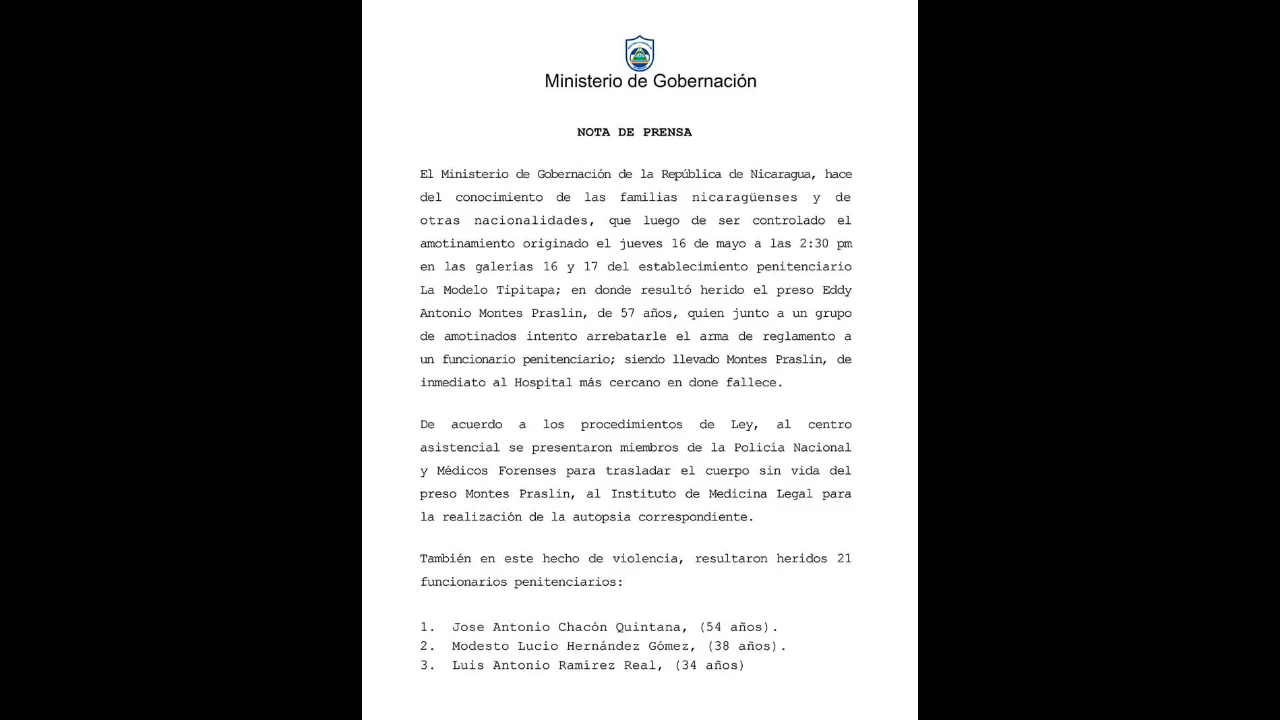 Ministerio de Gobernación
NOTA DE PRENSA
El Ministerio de Gobernación de la República de Nicaragua, hace
del conocimiento de las familias nicaragüenses y de
otras nacionalidades, que luego de ser controlado el
amotinamiento originado el jueves 16 de mayo a las 2:30 pm
en las galerías 16 y 17 del establecimiento penitenciario
La Modelo Tipitapa; en donde resultó herido el preso Eddy
Antonio Montes Praslin, de 57 años, quien junto a un grupo
de amotinados intento arrebatarle el arma de reglamento a
un funcionario penitenciario; siendo llevado Montes Praslin, de
inmediato al Hospital más cercano en done fallece.
De acuerdo a los procedimientos de Ley, al centro
asistencial se presentaron miembros de la Policía Nacional
y Médicos Forenses para trasladar el cuerpo sin vida del
preso Montes Praslin, al Instituto de Medicina Legal para
la realización de la autopsia correspondiente.
También en este hecho de violencia, resultaron heridos 21
funcionarios penitenciarios:
1. Jose Antonio Chacón Quintana, (54 años).
2. Modesto Lucio Hernández Gómez, (38 años).
3. Luis Antonio Ramírez Real, (34 años)